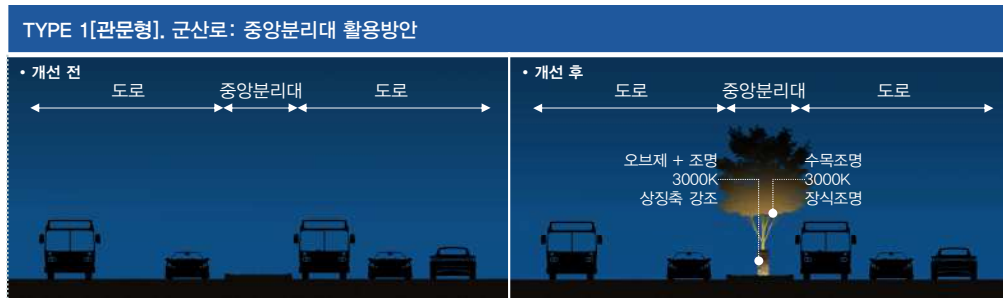 TYPE 1[관문형]. 군산로: 중앙분리대 활용방안
• 개선 전
도로 중앙분리대 도로
• 개선 후
도로 중앙분리대 도로
오브제 + 조명
3000K
상징축 강조
수목조명
3000K
장식조명